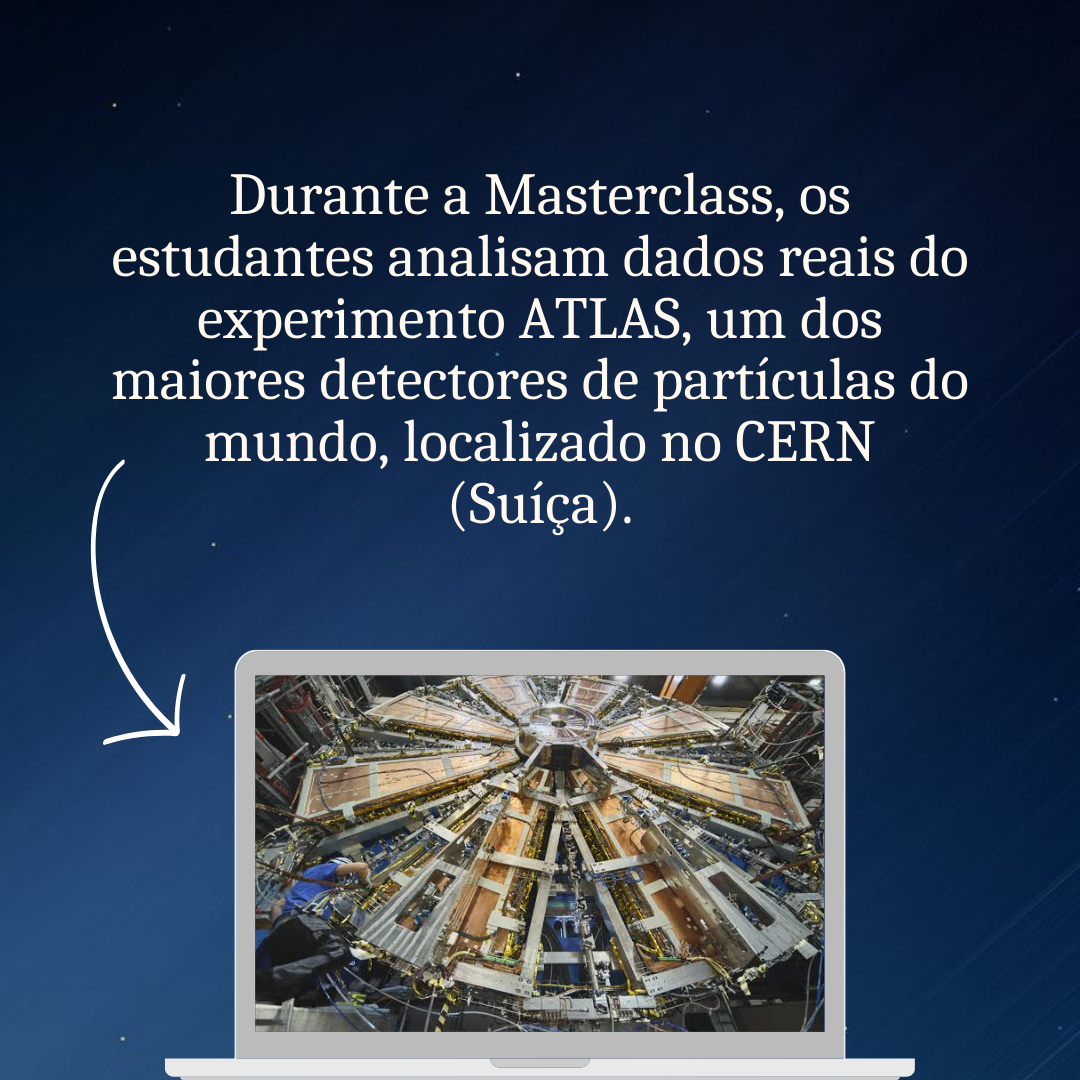 Durante a Masterclass, os
estudantes analisam dados reais do
experimento ATLAS, um dos
maiores detectores de partículas do
mundo, localizado no CERN
(Suíça).